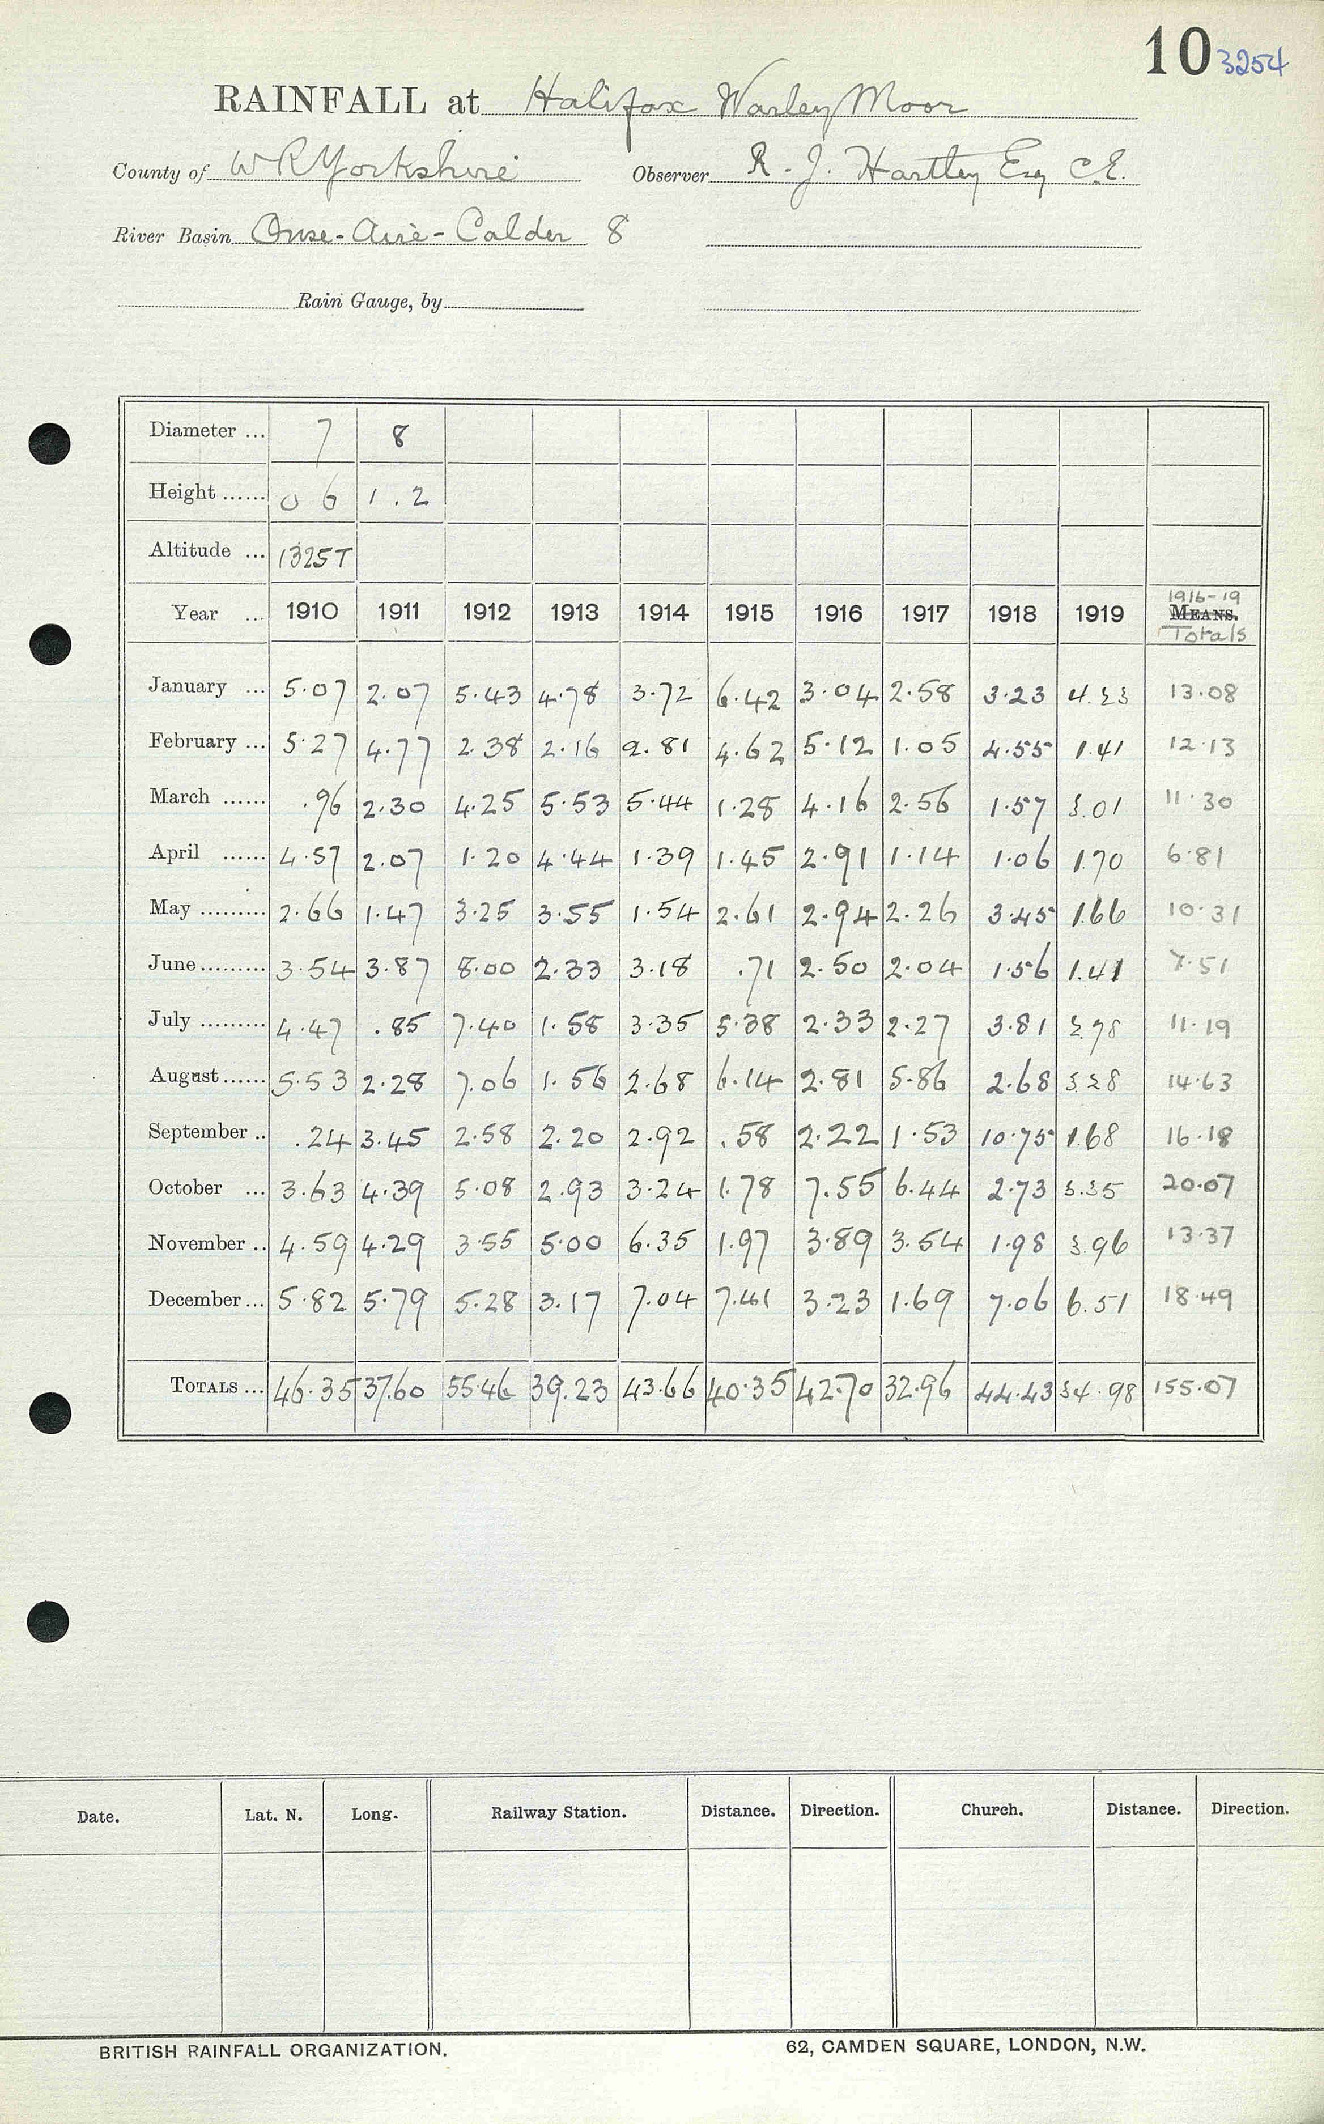 10 3254
RAINFALL at Halifax Warley Moor
County of W R Yorkshire Observer R. J. Hartley Esq C.E.
River Basin Ouse-Aire-Calder 8
Rain Gauge, by
Diameter ... 7 8
Height ...... 0 6 1.2
Altitude ... 1325T
Year ... 1910 1911 1912 1913 1914 1915 1916 1917 1918 1919 1916-19 MEANS. Totals
January ... 5.07 2.07 5.43 4.78 3.72 6.42 3.04 2.58 3.23 4.23 13.08
February ... 5.27 4.77 2.38 2.16 2.81 4.62 5.12 1.05 4.55 1.41 12.13
March ...... .96 2.30 4.25 5.53 5.44 1.28 4.16 2.56 1.57 3.01 11.30
April ...... 4.57 2.07 1.20 4.44 1.39 1.45 2.91 1.14 1.06 1.70 6.81
May ......... 2.66 1.47 3.25 3.55 1.54 2.61 2.94 2.26 3.45 1.66 10.31
June ......... 3.54 3.87 8.00 2.33 3.18 .71 2.50 2.04 1.56 1.41 7.51
July ......... 4.47 .85 7.40 1.58 3.35 5.38 2.33 2.27 3.81 2.78 11.19
August ...... 5.53 2.28 7.06 1.56 2.68 6.14 2.81 5.86 2.68 3.28 14.63
September .. .24 3.45 2.58 2.20 2.92 .58 2.22 1.53 10.75 1.68 16.18
October ... 3.63 4.39 5.08 2.93 3.24 1.78 7.55 6.44 2.73 3.35 20.07
November .. 4.59 4.29 3.55 5.00 6.35 1.97 3.89 3.54 1.98 3.96 13.37
December ... 5.82 5.79 5.28 3.17 7.04 7.41 3.23 1.69 7.06 6.51 18.49
TOTALS ... 46.35 37.60 55.46 39.23 43.66 40.35 42.70 32.96 44.43 34.98 155.07
Date. Lat. N. Long. Railway Station. Distance. Direction. Church. Distance. Direction.
BRITISH RAINFALL ORGANIZATION. 62, CAMDEN SQUARE, LONDON, N.W.